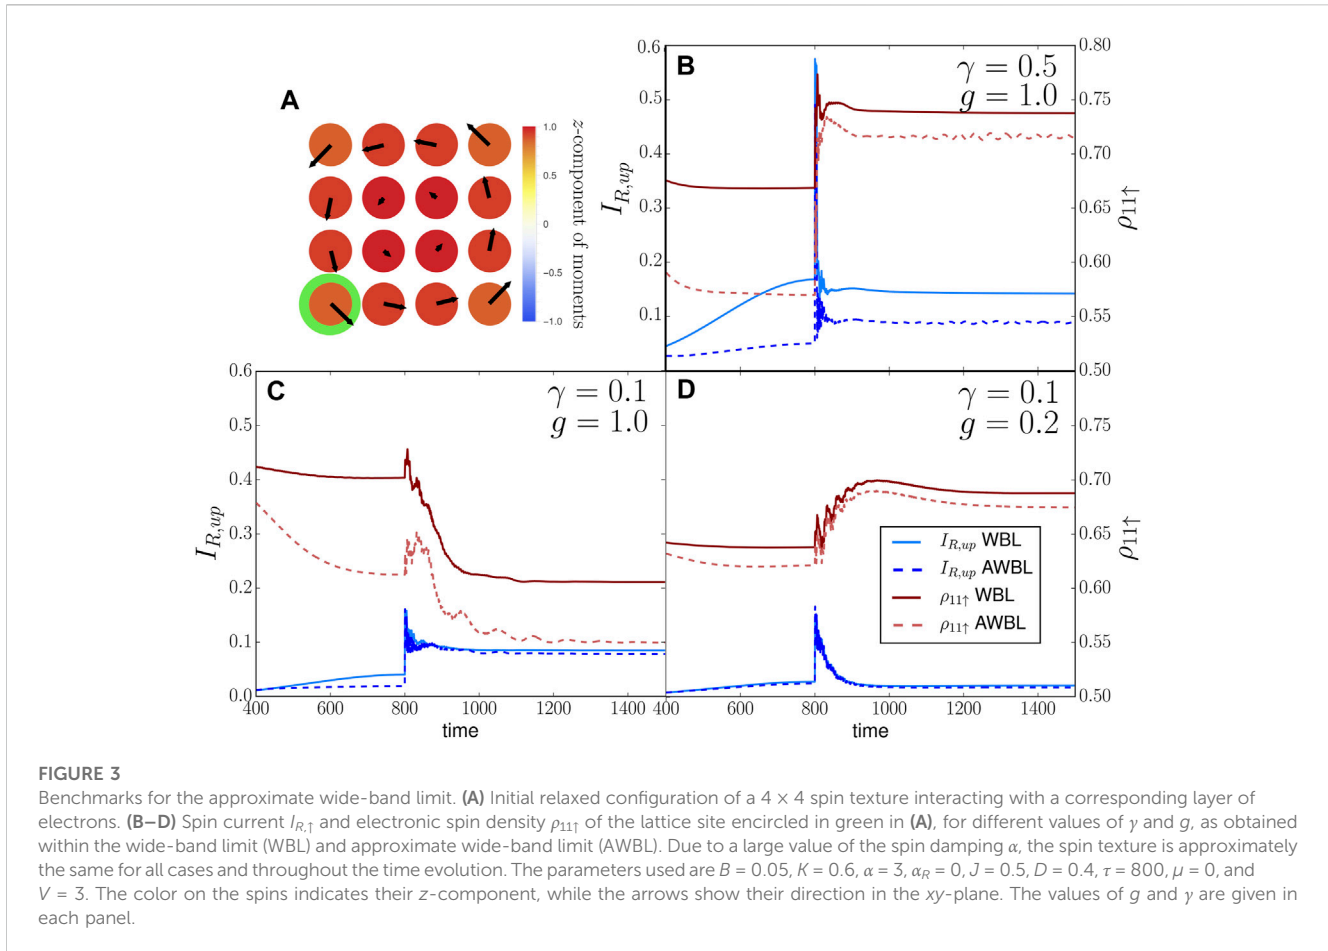 A
1.0
0.5
0
−0.5
−1.0
z-component of moments
B
γ = 0.5
g = 1.0
0.6
0.5
0.4
0.3
0.2
0.1
I_{R,up}
0.80
0.75
0.70
0.65
0.60
0.55
0.50
ρ_{11↑}
C
γ = 0.1
g = 1.0
0.6
0.5
0.4
0.3
0.2
0.1
0.0
I_{R,up}
400 600 800 1000 1200 1400
time
D
γ = 0.1
g = 0.2
0.75
0.70
0.65
0.60
0.55
0.50
ρ_{11↑}
I_{R,up} WBL
I_{R,up} AWBL
ρ_{11↑} WBL
ρ_{11↑} AWBL
400 600 800 1000 1200 1400
time
FIGURE 3
Benchmarks for the approximate wide-band limit. (A) Initial relaxed configuration of a 4 × 4 spin texture interacting with a corresponding layer of
electrons. (B–D) Spin current I_{R,↑} and electronic spin density ρ_{11↑} of the lattice site encircled in green in (A), for different values of γ and g, as obtained
within the wide-band limit (WBL) and approximate wide-band limit (AWBL). Due to a large value of the spin damping α, the spin texture is approximately
the same for all cases and throughout the time evolution. The parameters used are B = 0.05, K = 0.6, α = 3, α_R = 0, J = 0.5, D = 0.4, τ = 800, μ = 0, and
V = 3. The color on the spins indicates their z-component, while the arrows show their direction in the xy-plane. The values of g and γ are given in
each panel.